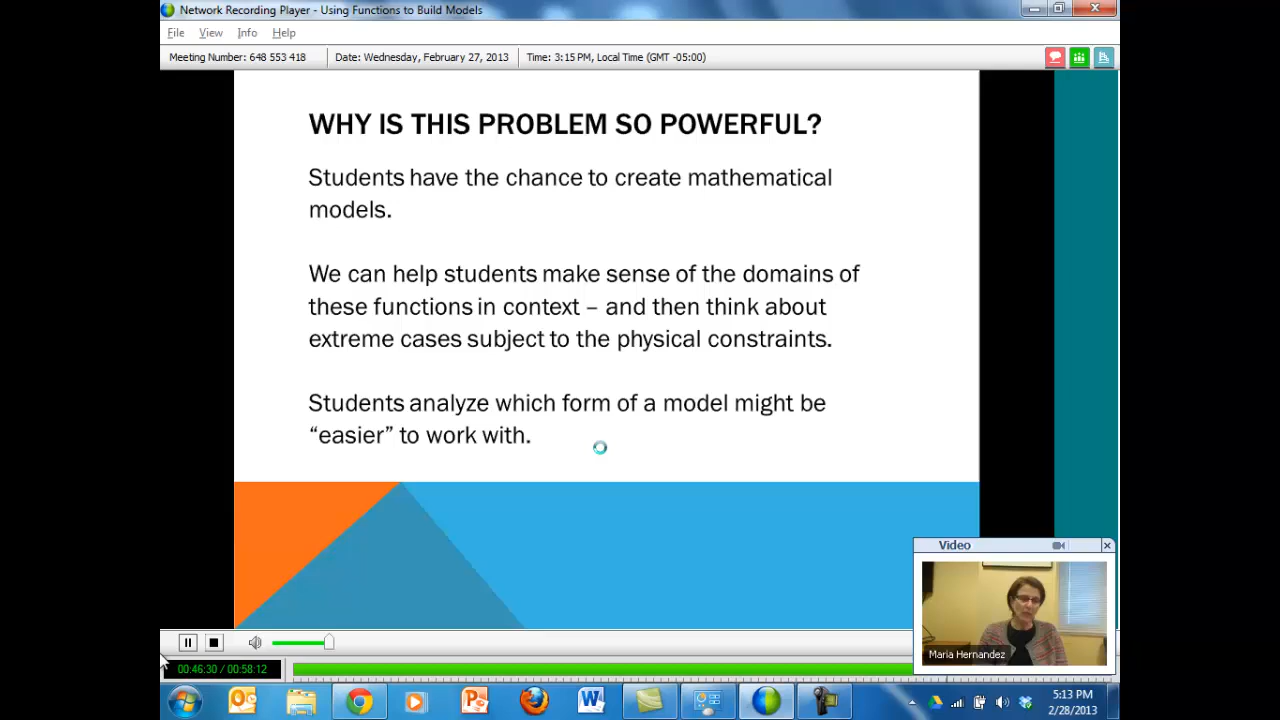 Network Recording Player - Using Functions to Build Models
File View Info Help
Meeting Number: 648 553 418 Date: Wednesday, February 27, 2013 Time: 3:15 PM, Local Time (GMT -05:00)
WHY IS THIS PROBLEM SO POWERFUL?
Students have the chance to create mathematical
models.
We can help students make sense of the domains of
these functions in context – and then think about
extreme cases subject to the physical constraints.
Students analyze which form of a model might be
“easier” to work with.
Video
Maria Hernandez
00:46:30 / 00:58:12
5:13 PM
2/28/2013